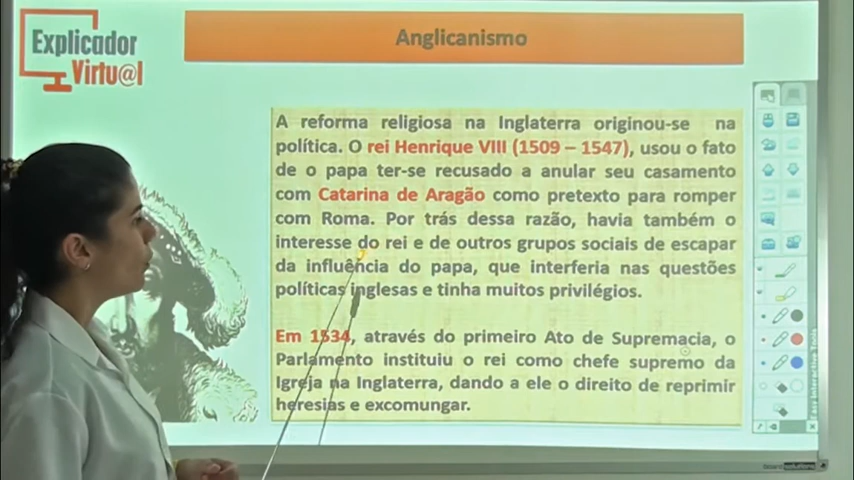 Explicador
Virtu@l
Anglicanismo
A reforma religiosa na Inglaterra originou-se na
política. O rei Henrique VIII (1509 – 1547), usou o fato
de o papa ter-se recusado a anular seu casamento
com Catarina de Aragão como pretexto para romper
com Roma. Por trás dessa razão, havia também o
interesse do rei e de outros grupos sociais de escapar
da influência do papa, que interferia nas questões
políticas inglesas e tinha muitos privilégios.
Em 1534, através do primeiro Ato de Supremacia, o
Parlamento instituiu o rei como chefe supremo da
Igreja na Inglaterra, dando a ele o direito de reprimir
heresias e excomungar.